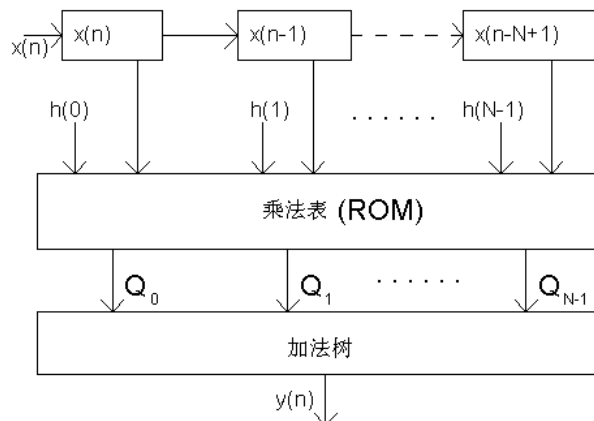 x(n) x(n) x(n-1) x(n-N+1)
h(0) h(1) ...... h(N-1)
乘法表 (ROM)
Q0 Q1 ...... QN-1
加法树
y(n)